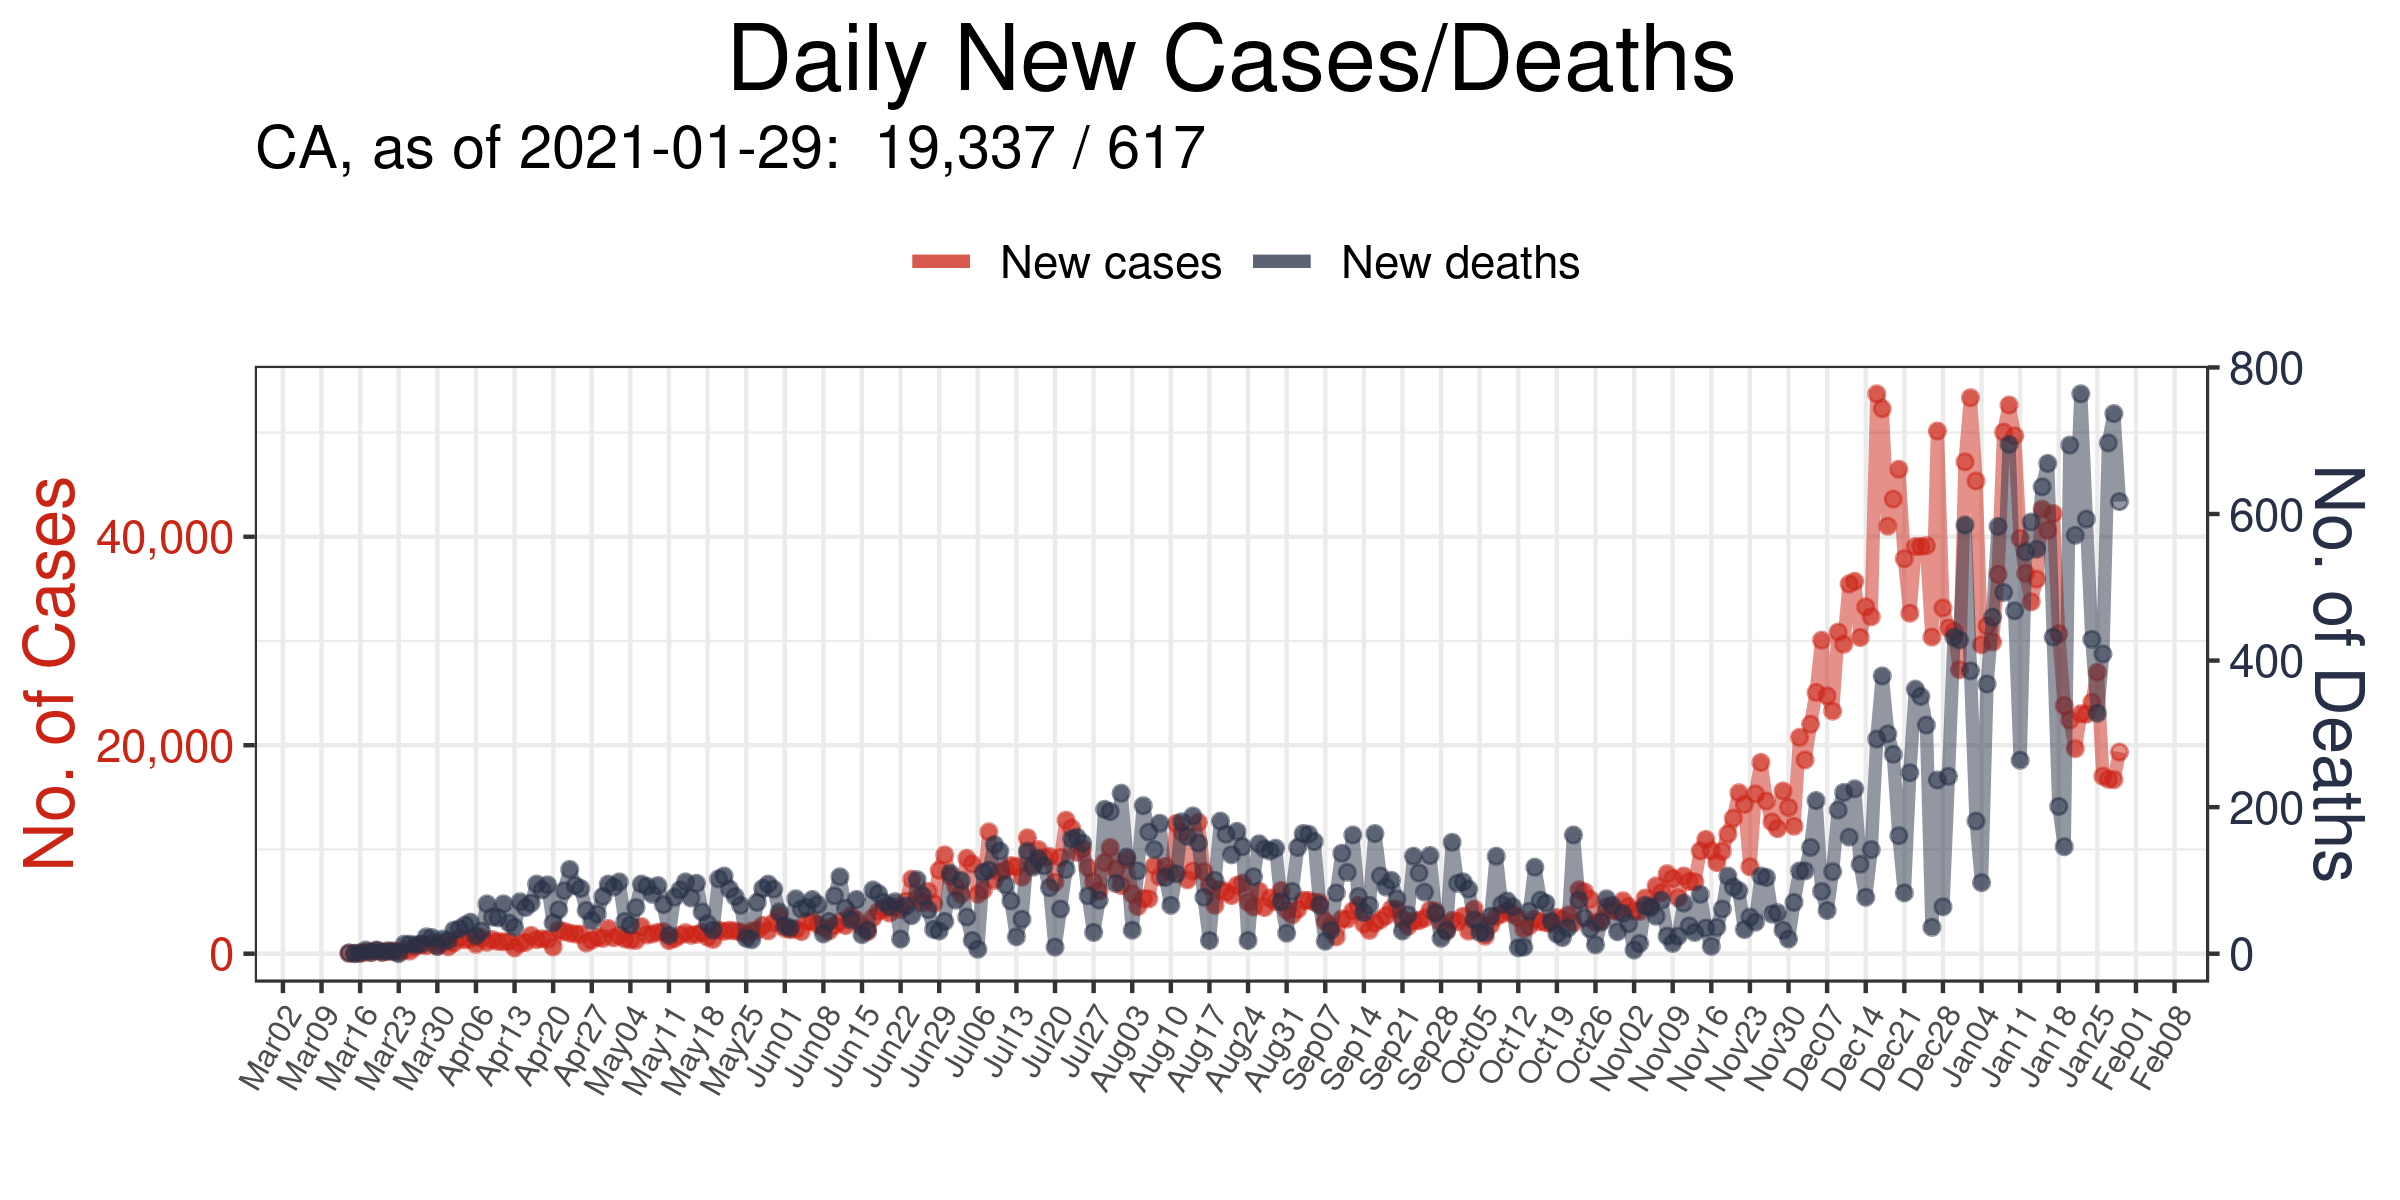 Daily New Cases/Deaths
CA, as of 2021-01-29:  19,337 / 617
New cases
New deaths
No. of Cases
40,000
20,000
0
800
600
400
200
0
No. of Deaths
Mar02
Mar09
Mar16
Mar23
Mar30
Apr06
Apr13
Apr20
Apr27
May04
May11
May18
May25
Jun01
Jun08
Jun15
Jun22
Jun29
Jul06
Jul13
Jul20
Jul27
Aug03
Aug10
Aug17
Aug24
Aug31
Sep07
Sep14
Sep21
Sep28
Oct05
Oct12
Oct19
Oct26
Nov02
Nov09
Nov16
Nov23
Nov30
Dec07
Dec14
Dec21
Dec28
Jan04
Jan11
Jan18
Jan25
Feb01
Feb08